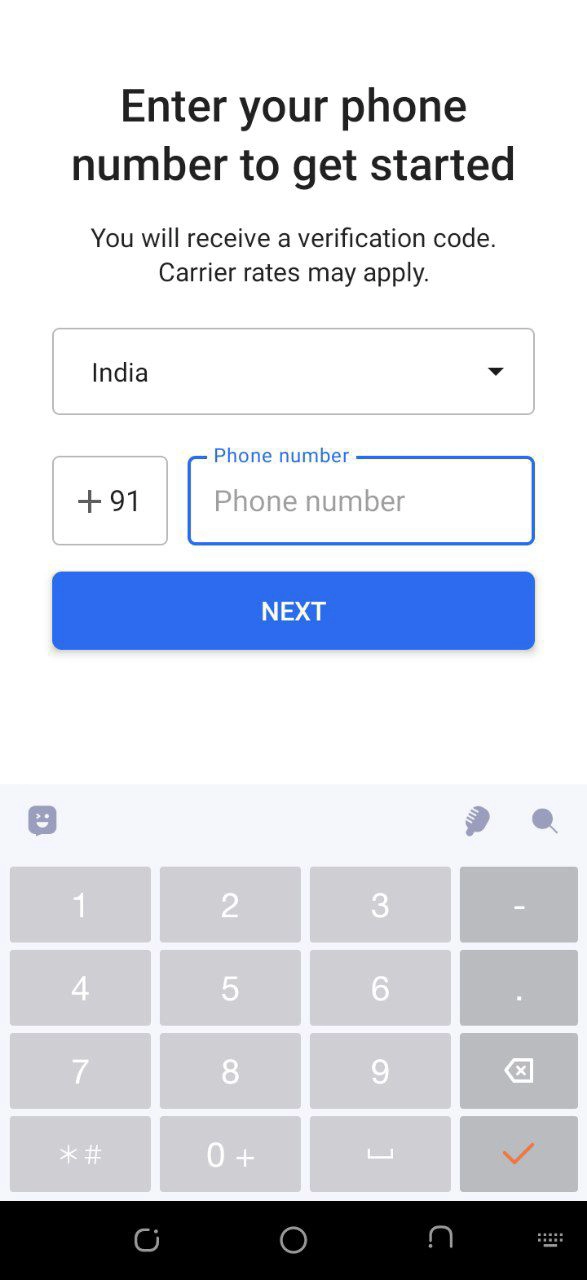 Enter your phone
number to get started
You will receive a verification code.
Carrier rates may apply.
India
Phone number
+ 91
Phone number
NEXT
1 2 3 -
4 5 6 .
7 8 9
*# 0 +